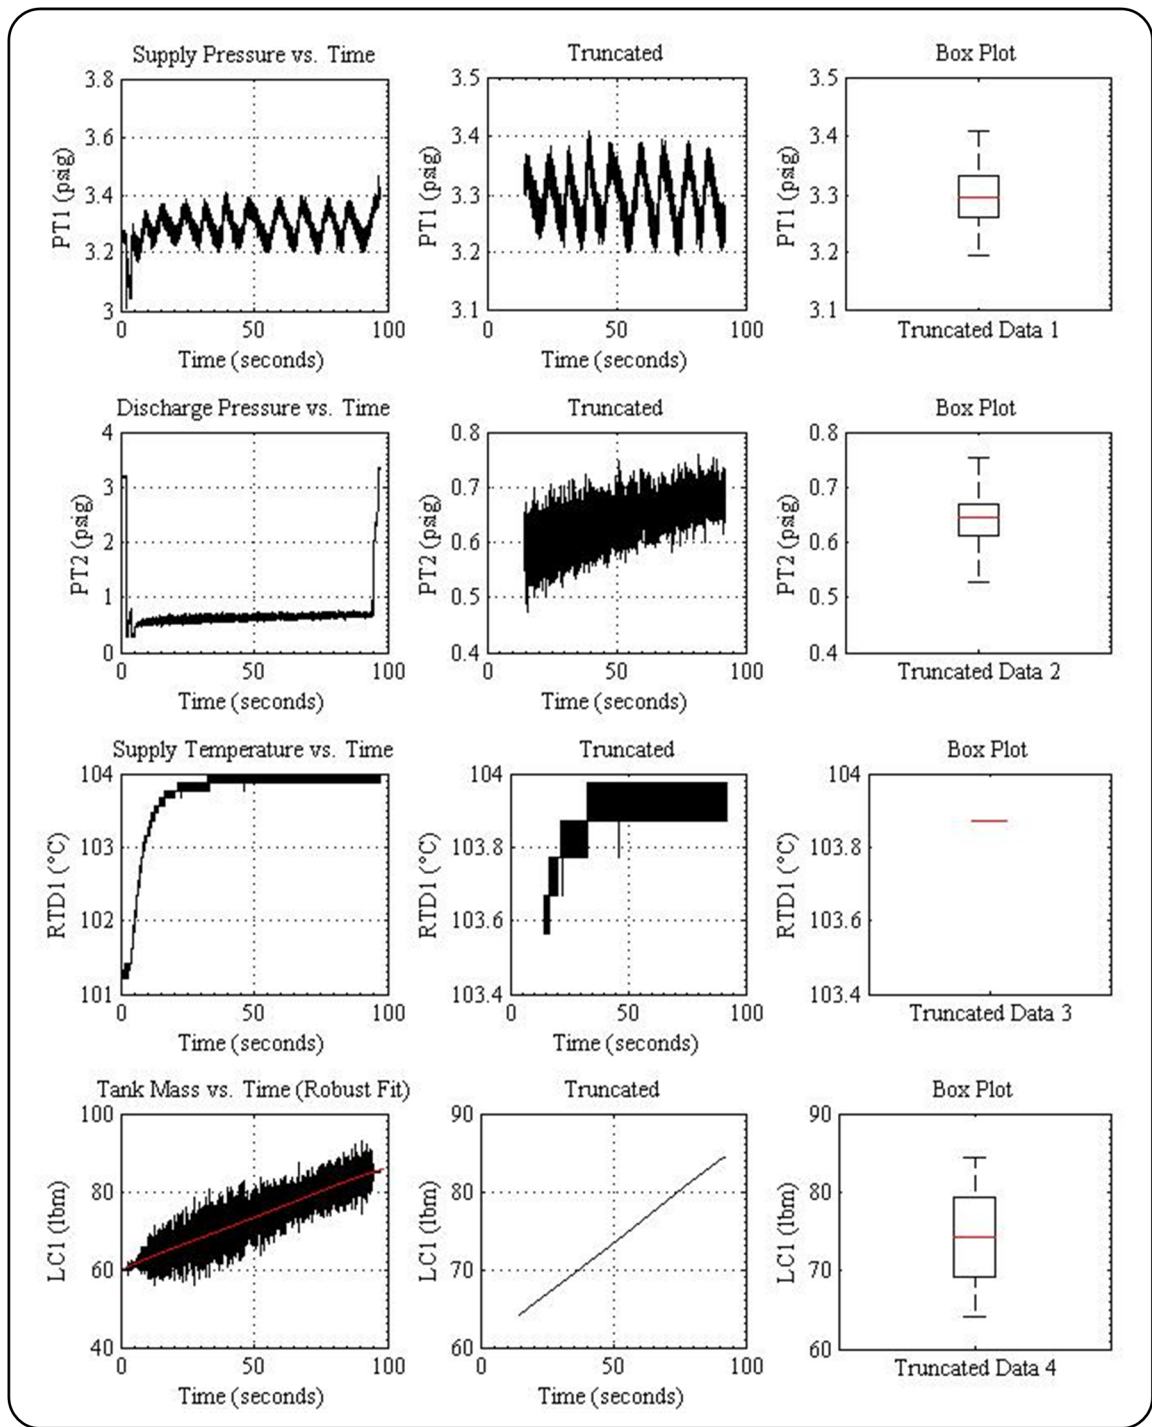 Supply Pressure vs. Time
Truncated
Box Plot
3.8
3.6
3.4
3.2
3
PT1 (psig)
0 50 100
Time (seconds)
3.5
3.4
3.3
3.2
3.1
PT1 (psig)
0 50 100
Time (seconds)
3.5
3.4
3.3
3.2
3.1
PT1 (psig)
Truncated Data 1
Discharge Pressure vs. Time
Truncated
Box Plot
4
3
2
1
0
PT2 (psig)
0 50 100
Time (seconds)
0.8
0.7
0.6
0.5
0.4
PT2 (psig)
0 50 100
Time (seconds)
0.8
0.7
0.6
0.5
0.4
PT2 (psig)
Truncated Data 2
Supply Temperature vs. Time
Truncated
Box Plot
104
103
102
101
RTD1 (°C)
0 50 100
Time (seconds)
104
103.8
103.6
103.4
RTD1 (°C)
0 50 100
Time (seconds)
104
103.8
103.6
103.4
RTD1 (°C)
Truncated Data 3
Tank Mass vs. Time (Robust Fit)
Truncated
Box Plot
100
80
60
40
LC1 (lbm)
0 50 100
Time (seconds)
90
80
70
60
LC1 (lbm)
0 50 100
Time (seconds)
90
80
70
60
LC1 (lbm)
Truncated Data 4